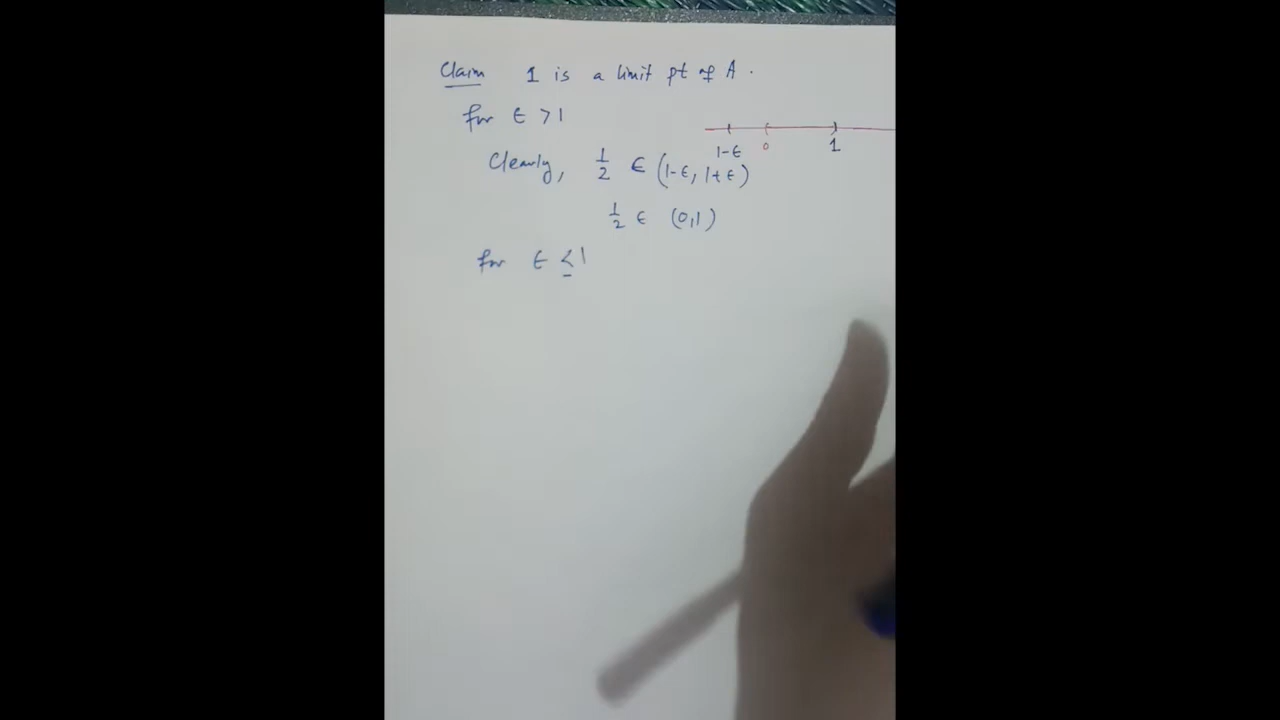 Claim 1 is a limit pt of A.
for ε > 1
1-ε 0 1
Clearly, 1/2 ∈ (1-ε, 1+ε)
1/2 ∈ (0,1)
for ε ≤ 1